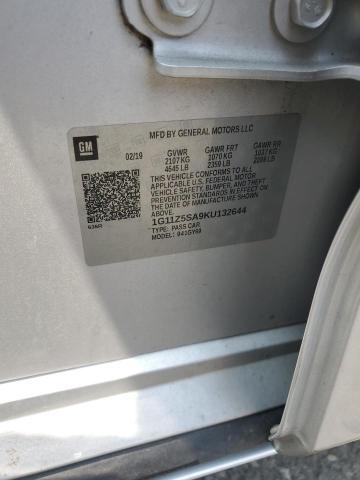 GM
MFD BY GENERAL MOTORS LLC
02/19 GVWR GAWR FRT GAWR RR
2107 KG 1070 KG 1037 KG
4645 LB 2359 LB 2286 LB
THIS VEHICLE CONFORMS TO ALL
APPLICABLE U.S. FEDERAL MOTOR
VEHICLE SAFETY, BUMPER, AND THEFT
PREVENTION STANDARDS IN EFFECT ON
THE DATE OF MANUFACTURE SHOWN
ABOVE.
1G11Z5SA9KU132644
TYPE: PASS CAR
MODEL: